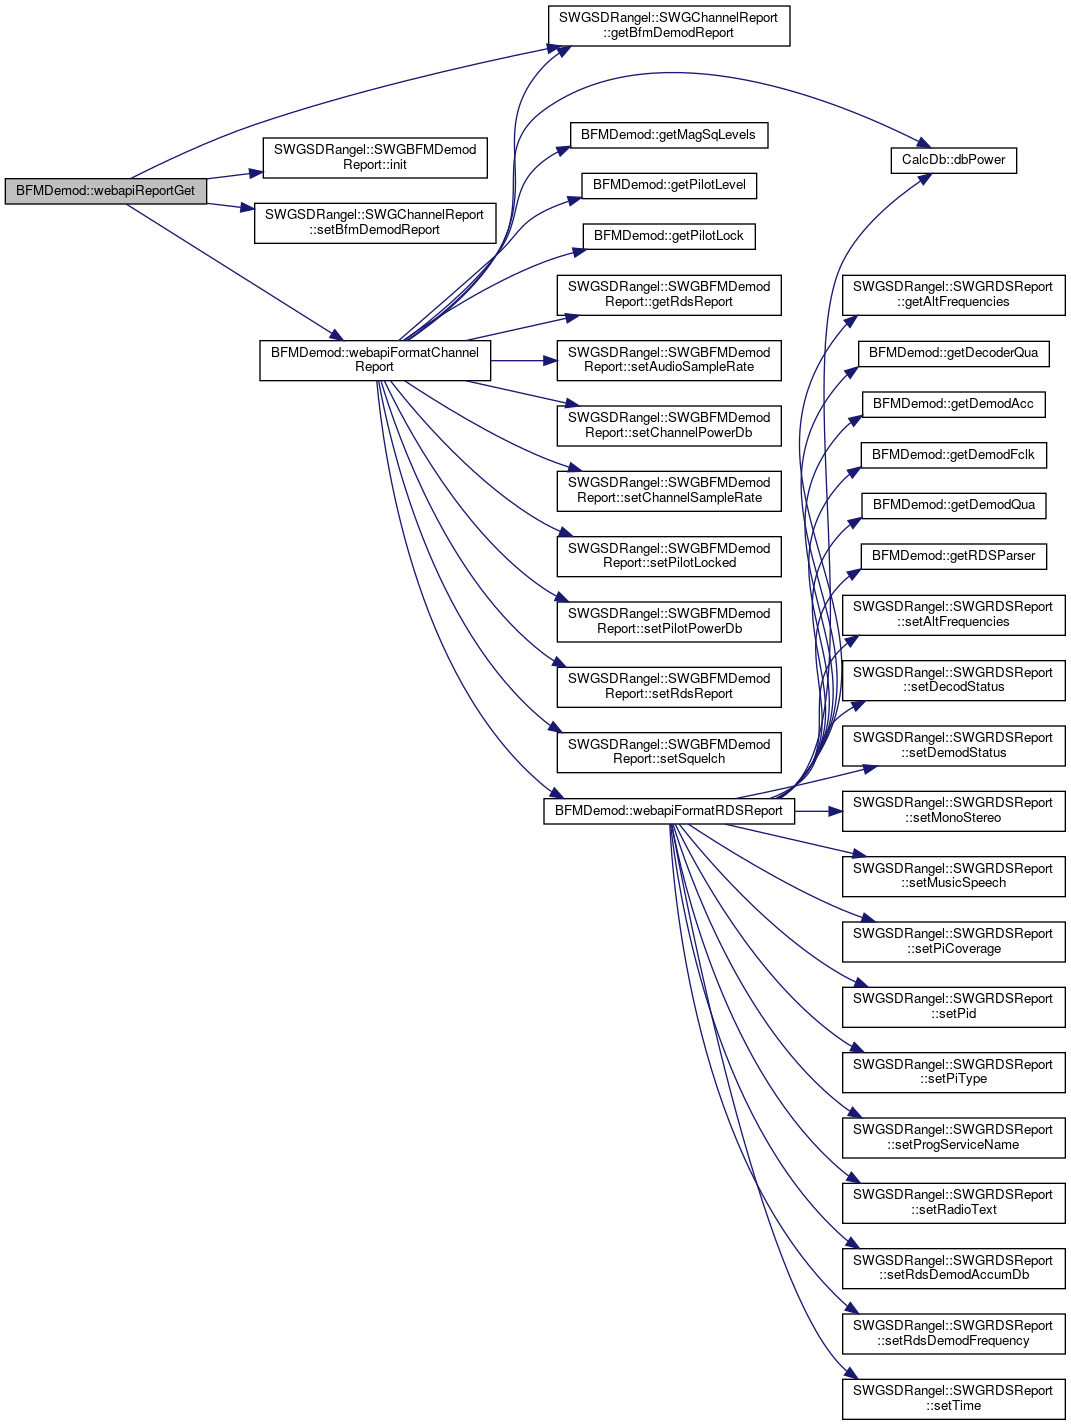 SWGSDRangel::SWGChannelReport
::getBfmDemodReport
SWGSDRangel::SWGBFMDemod
Report::init
BFMDemod::webapiReportGet
SWGSDRangel::SWGChannelReport
::setBfmDemodReport
BFMDemod::webapiFormatChannel
Report
BFMDemod::getMagSqLevels
BFMDemod::getPilotLevel
BFMDemod::getPilotLock
SWGSDRangel::SWGBFMDemod
Report::getRdsReport
SWGSDRangel::SWGBFMDemod
Report::setAudioSampleRate
SWGSDRangel::SWGBFMDemod
Report::setChannelPowerDb
SWGSDRangel::SWGBFMDemod
Report::setChannelSampleRate
SWGSDRangel::SWGBFMDemod
Report::setPilotLocked
SWGSDRangel::SWGBFMDemod
Report::setPilotPowerDb
SWGSDRangel::SWGBFMDemod
Report::setRdsReport
SWGSDRangel::SWGBFMDemod
Report::setSquelch
BFMDemod::webapiFormatRDSReport
CalcDb::dbPower
SWGSDRangel::SWGRDSReport
::getAltFrequencies
BFMDemod::getDecoderQua
BFMDemod::getDemodAcc
BFMDemod::getDemodFclk
BFMDemod::getDemodQua
BFMDemod::getRDSParser
SWGSDRangel::SWGRDSReport
::setAltFrequencies
SWGSDRangel::SWGRDSReport
::setDecodStatus
SWGSDRangel::SWGRDSReport
::setDemodStatus
SWGSDRangel::SWGRDSReport
::setMonoStereo
SWGSDRangel::SWGRDSReport
::setMusicSpeech
SWGSDRangel::SWGRDSReport
::setPiCoverage
SWGSDRangel::SWGRDSReport
::setPid
SWGSDRangel::SWGRDSReport
::setPiType
SWGSDRangel::SWGRDSReport
::setProgServiceName
SWGSDRangel::SWGRDSReport
::setRadioText
SWGSDRangel::SWGRDSReport
::setRdsDemodAccumDb
SWGSDRangel::SWGRDSReport
::setRdsDemodFrequency
SWGSDRangel::SWGRDSReport
::setTime